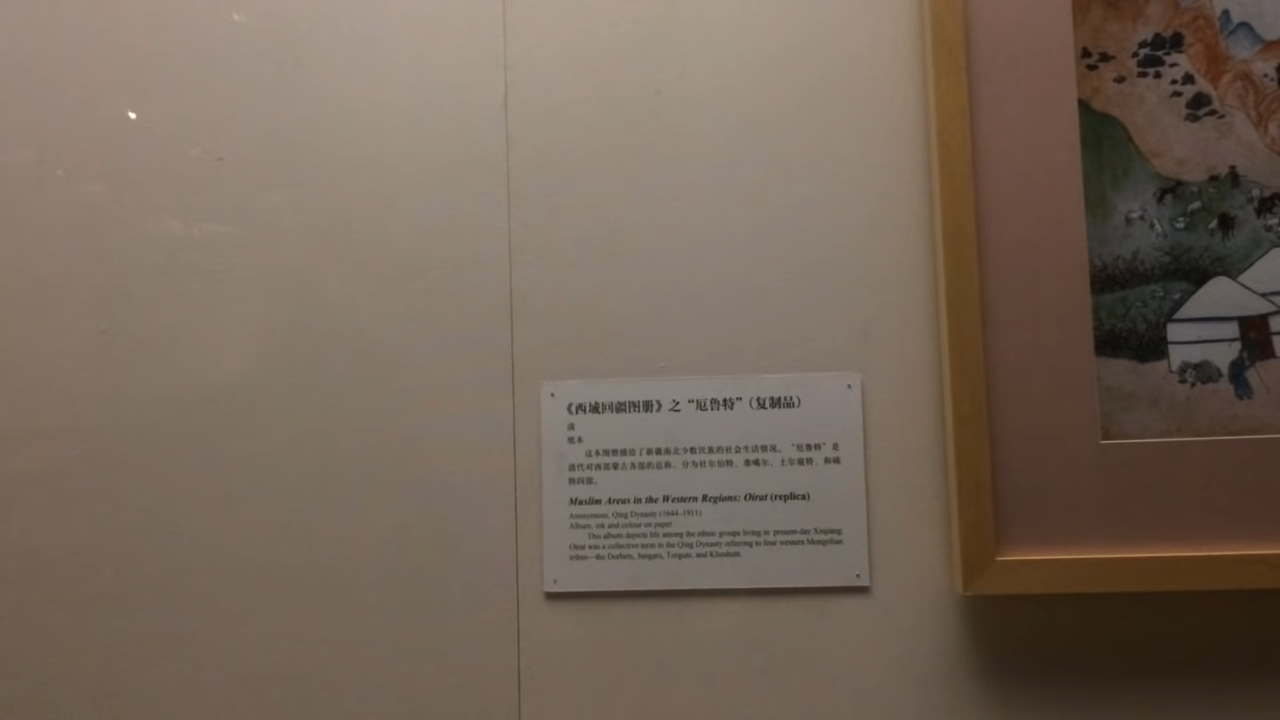 《西域回疆图册》之“厄鲁特”（复制品）
清
纸本
这本图册描绘了新疆南北少数民族的社会生活情况。“厄鲁特”是
清代对西部蒙古各部的总称，分为杜尔伯特、准噶尔、土尔扈特、和硕
特四部。
Muslim Areas in the Western Regions: Oirat (replica)
Anonymous, Qing Dynasty (1644–1911)
Album, ink and colour on paper
This album depicts life among the ethnic groups living in present-day Xinjiang.
Oirat was a collective term in the Qing Dynasty referring to four western Mongolian
tribes—the Dorbets, Jungars, Torguts, and Khoshuts.